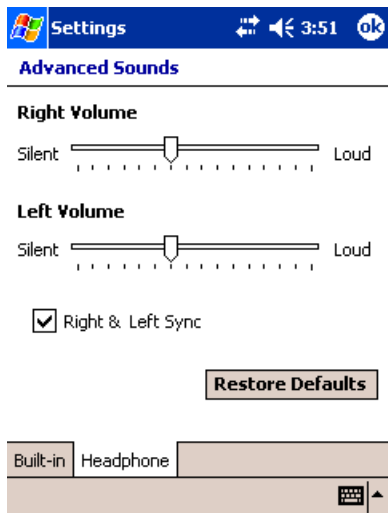 Settings 3:51 ok
Advanced Sounds
Right Volume
Silent Loud
Left Volume
Silent Loud
Right & Left Sync
Restore Defaults
Built-in Headphone